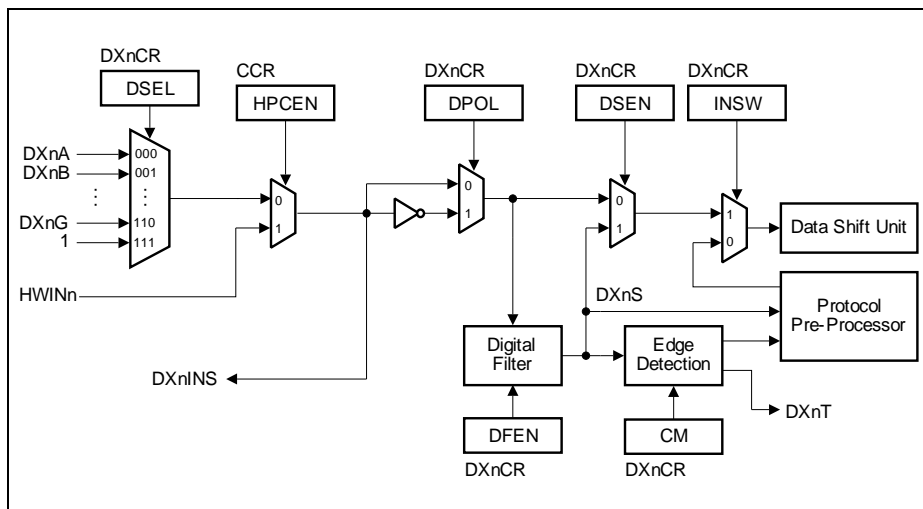 DXnCR
DSEL
CCR
HPCEN
DXnCR
DPOL
DXnCR
DSEN
DXnCR
INSW
DXnA
DXnB
DXnG
1
000
001
110
111
HWINn
0
1
0
1
0
1
1
0
Data Shift Unit
DXnS
Protocol
Pre-Processor
Digital
Filter
Edge
Detection
DXnINS
DXnT
DFEN
DXnCR
CM
DXnCR